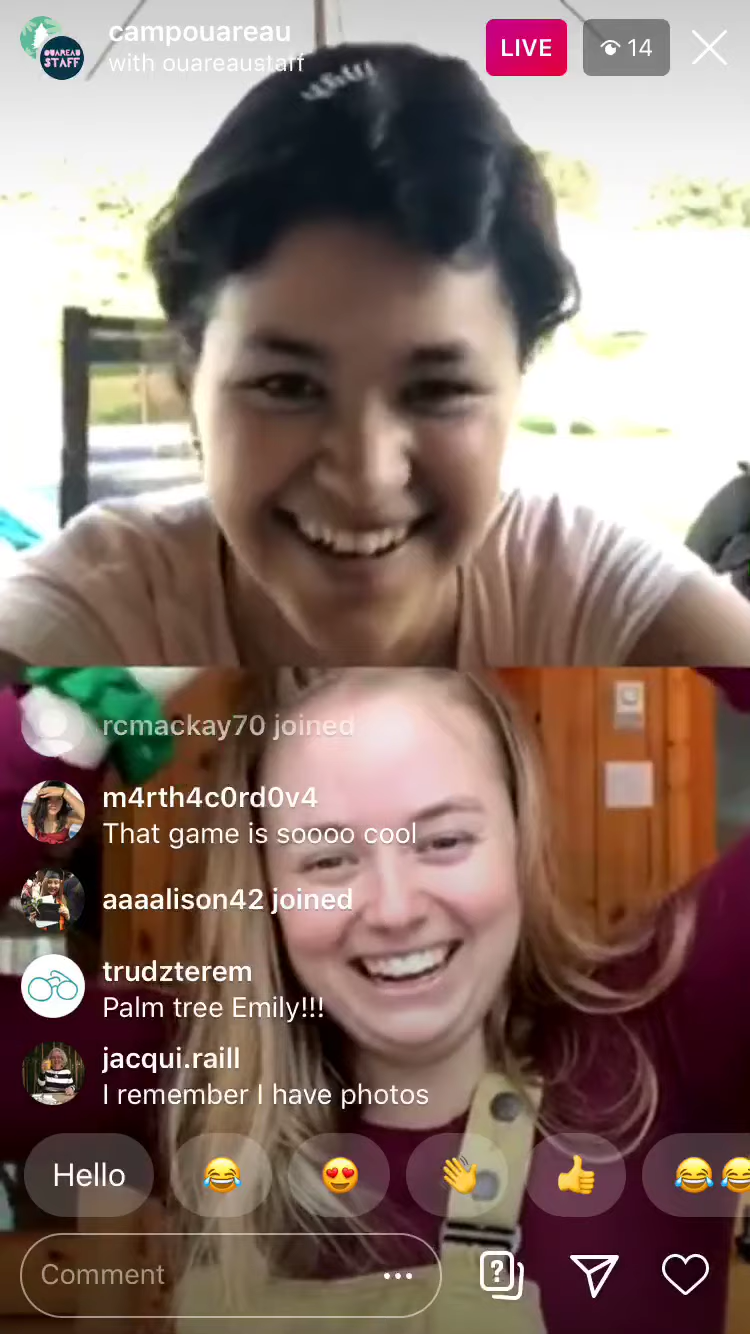 campouareau
with ouareaustaff
OUAREAU
STAFF
LIVE
14
rcmackay70 joined
m4rth4c0rd0v4
That game is soooo cool
aaaalison42 joined
trudzterem
Palm tree Emily!!!
jacqui.raill
I remember I have photos
Hello 😂 😍 👋 👍 😂😂
Comment